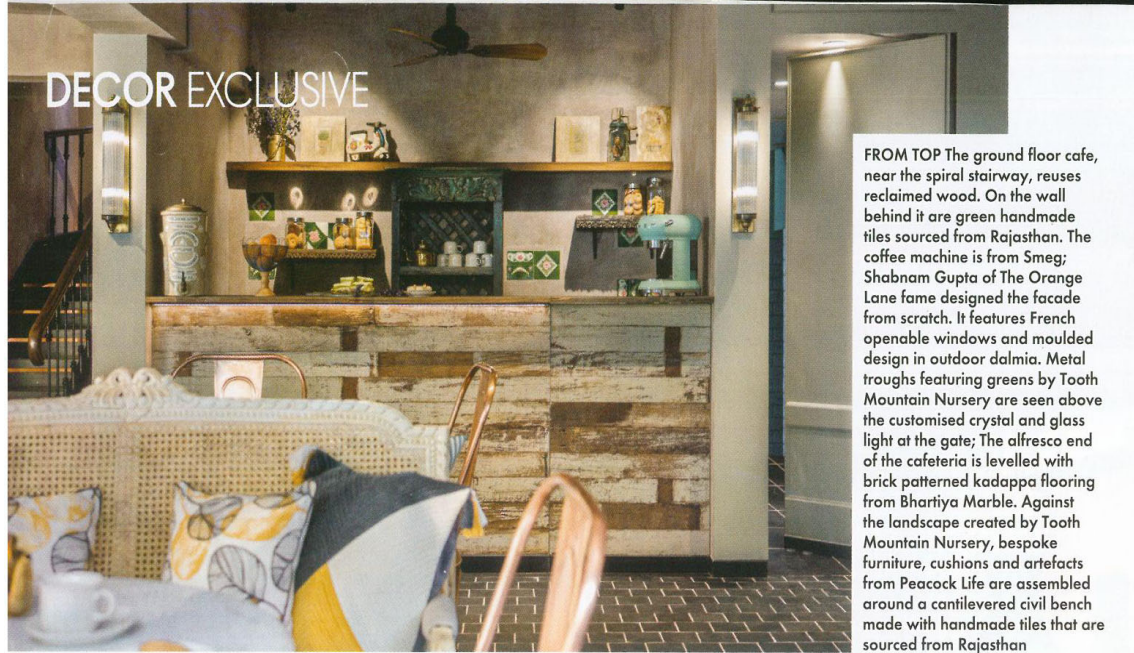 DECOR EXCLUSIVE
FROM TOP The ground floor cafe,
near the spiral stairway, reuses
reclaimed wood. On the wall
behind it are green handmade
tiles sourced from Rajasthan. The
coffee machine is from Smeg;
Shabnam Gupta of The Orange
Lane fame designed the facade
from scratch. It features French
openable windows and moulded
design in outdoor dalmia. Metal
troughs featuring greens by Tooth
Mountain Nursery are seen above
the customised crystal and glass
light at the gate; The alfresco end
of the cafeteria is levelled with
brick patterned kadappa flooring
from Bhartiya Marble. Against
the landscape created by Tooth
Mountain Nursery, bespoke
furniture, cushions and artefacts
from Peacock Life are assembled
around a cantilevered civil bench
made with handmade tiles that are
sourced from Rajasthan